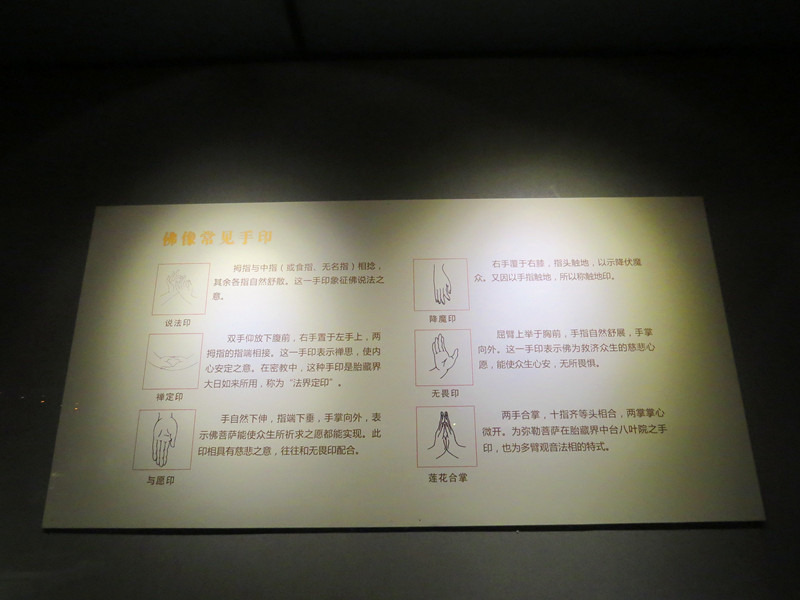 佛像常见手印
拇指与中指（或食指、无名指）相捻，
其余各指自然舒散。这一手印象征佛说法之
意。
说法印
双手仰放下腹前，右手置于左手上，两
拇指的指端相接。这一手印表示禅思，使内
心安定之意。在密教中，这种手印是胎藏界
大日如来所用，称为“法界定印”。
禅定印
手自然下伸，指端下垂，手掌向外，表
示佛菩萨能使众生所祈求之愿都能实现。此
印相具有慈悲之意，往往和无畏印配合。
与愿印
右手覆于右膝，指头触地，以示降伏魔
众。又因以手指触地，所以称触地印。
降魔印
屈臂上举于胸前，手指自然舒展，手掌
向外。这一手印表示佛为救济众生的慈悲心
愿，能使众生心安，无所畏惧。
无畏印
两手合掌，十指齐等头相合，两掌掌心
微开。为弥勒菩萨在胎藏界中台八叶院之手
印，也为多臂观音法相的特式。
莲花合掌